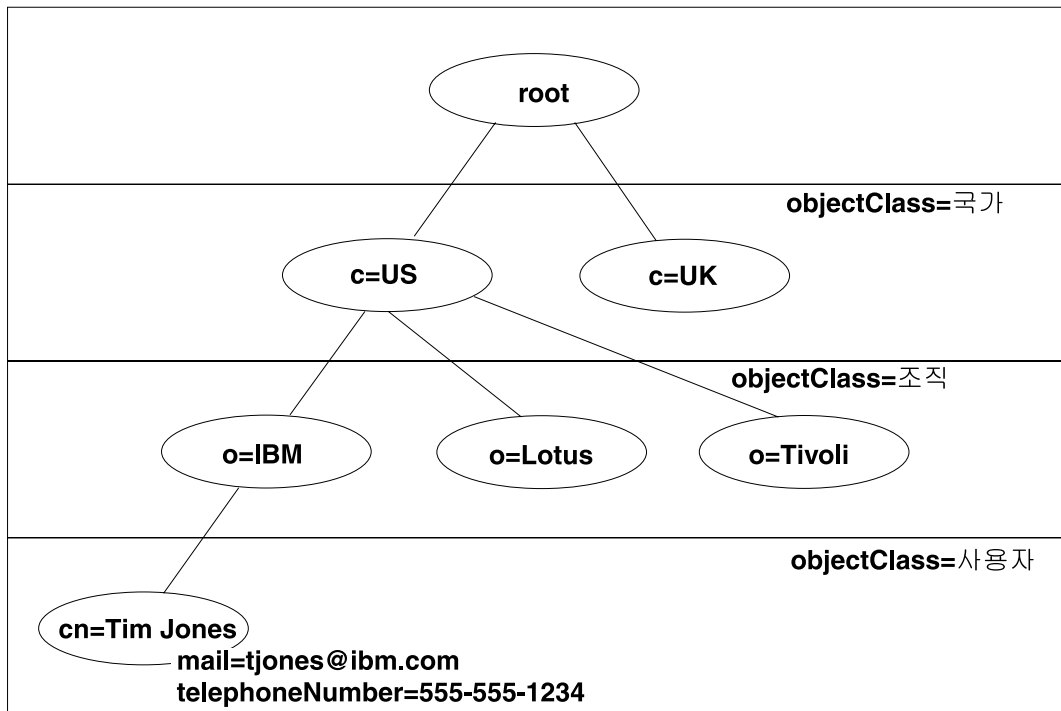 root
objectClass=국가
c=US
c=UK
objectClass=조직
o=IBM
o=Lotus
o=Tivoli
objectClass=사용자
cn=Tim Jones
mail=tjones@ibm.com
telephoneNumber=555-555-1234